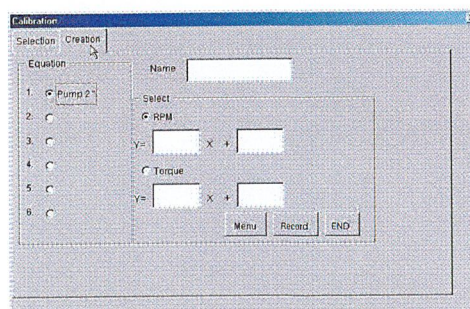 Calibration
Selection Creation
Equation
Name
1. Pump 2"
Select
2. RPM
3. Y= X +
4. Torque
5. Y= X +
6.
Menu Record END